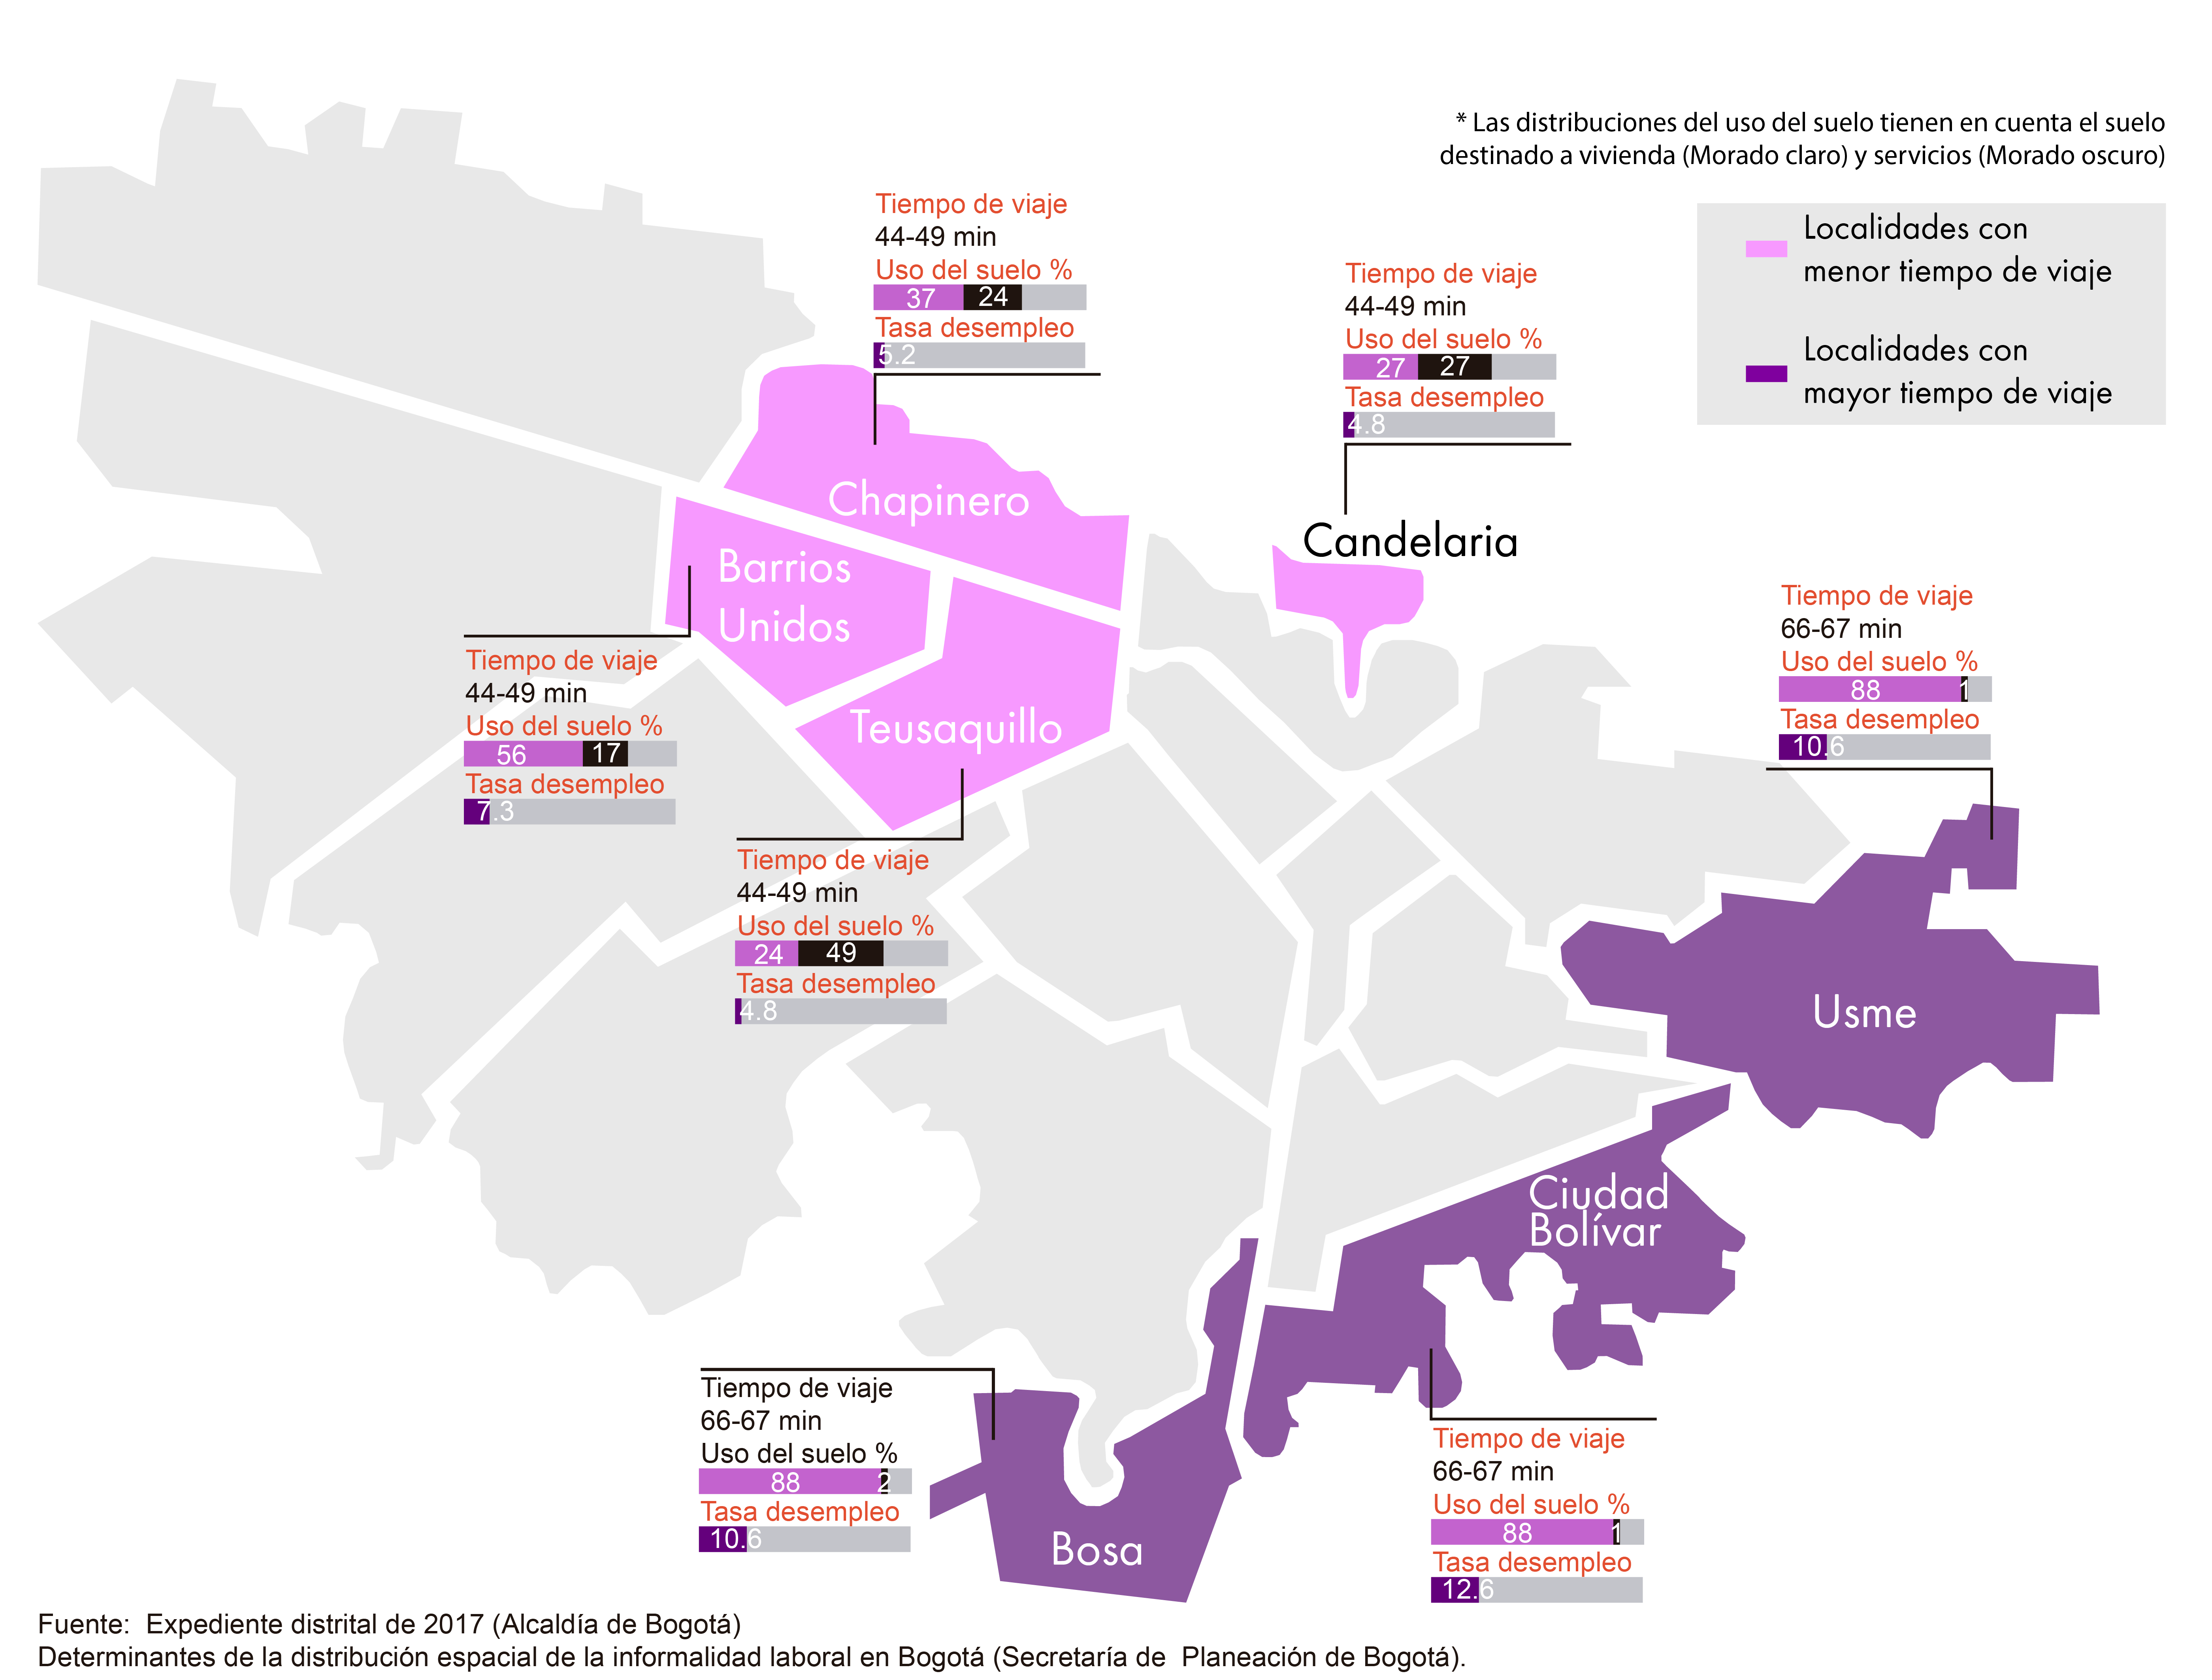 * Las distribuciones del uso del suelo tienen en cuenta el suelo
destinado a vivienda (Morado claro) y servicios (Morado oscuro)
Localidades con
menor tiempo de viaje
Localidades con
mayor tiempo de viaje
Tiempo de viaje
44-49 min
Uso del suelo %
37 24
Tasa desempleo
5.2
Chapinero
Tiempo de viaje
44-49 min
Uso del suelo %
27 27
Tasa desempleo
4.8
Candelaria
Barrios
Unidos
Tiempo de viaje
44-49 min
Uso del suelo %
56 17
Tasa desempleo
7.3
Teusaquillo
Tiempo de viaje
44-49 min
Uso del suelo %
24 49
Tasa desempleo
4.8
Tiempo de viaje
66-67 min
Uso del suelo %
88 1
Tasa desempleo
10.6
Usme
Ciudad
Bolívar
Tiempo de viaje
66-67 min
Uso del suelo %
88 1
Tasa desempleo
12.6
Tiempo de viaje
66-67 min
Uso del suelo %
88 2
Tasa desempleo
10.6
Bosa
Fuente:  Expediente distrital de 2017 (Alcaldía de Bogotá)
Determinantes de la distribución espacial de la informalidad laboral en Bogotá (Secretaría de  Planeación de Bogotá).